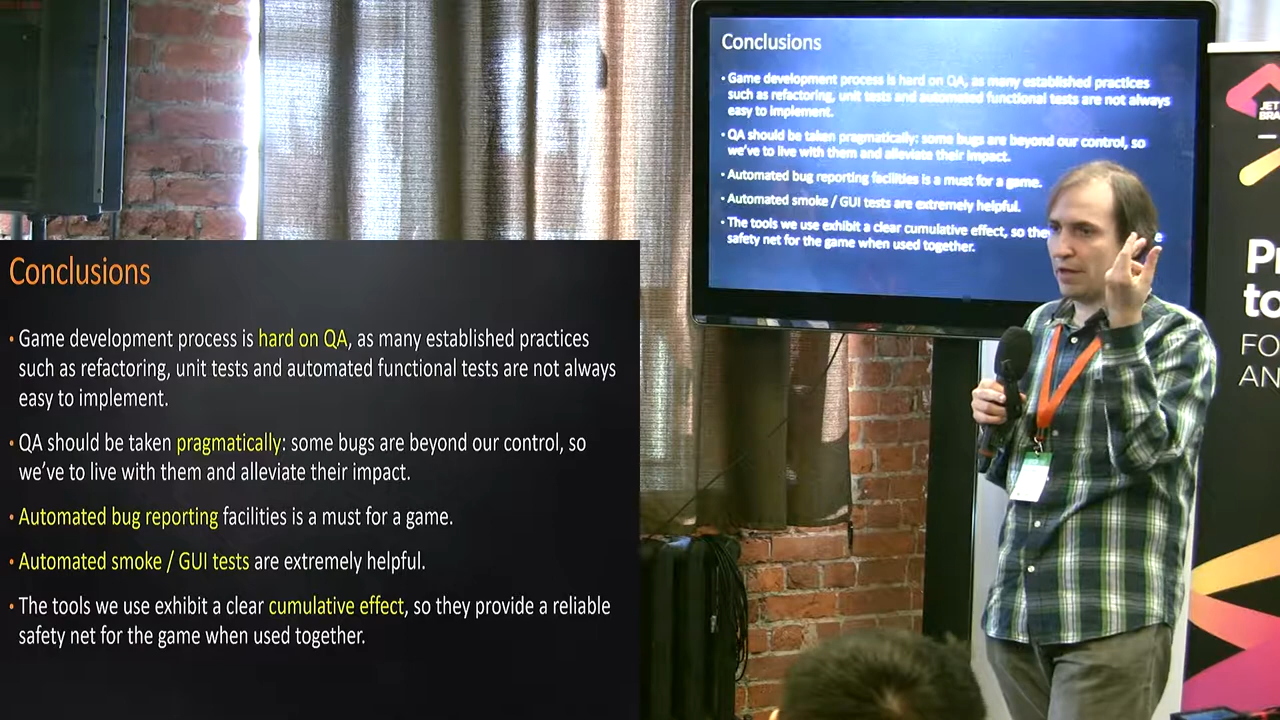 Conclusions
• Game development process is hard on QA, as many established practices
such as refactoring, unit tests and automated functional tests are not always
easy to implement.
• QA should be taken pragmatically: some bugs are beyond our control, so
we've to live with them and alleviate their impact.
• Automated bug reporting facilities is a must for a game.
• Automated smoke / GUI tests are extremely helpful.
• The tools we use exhibit a clear cumulative effect, so they provide a reliable
safety net for the game when used together.
Conclusions
• Game development process is hard on QA, as many established practices
such as refactoring, unit tests and automated functional tests are not always
easy to implement.
• QA should be taken pragmatically: some bugs are beyond our control, so
we've to live with them and alleviate their impact.
• Automated bug reporting facilities is a must for a game.
• Automated smoke / GUI tests are extremely helpful.
• The tools we use exhibit a clear cumulative effect, so the
safety net for the game when used together.
JET
BRA
P
to
FO
AN